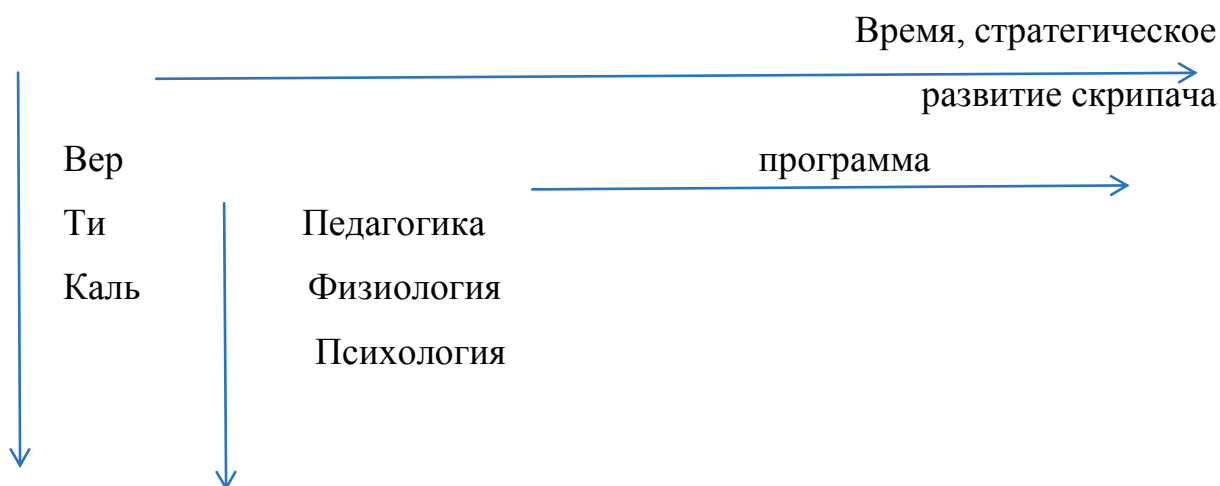 Время, стратегическое
развитие скрипача
Вер программа
Ти Педагогика
Каль Физиология
Психология